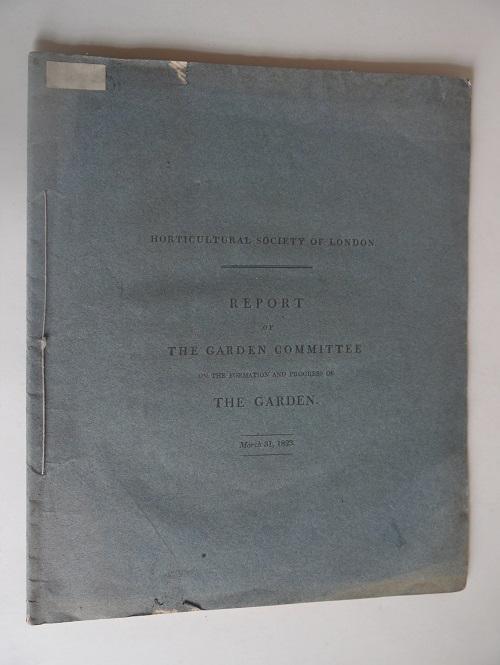 HORTICULTURAL SOCIETY OF LONDON.
REPORT
OF
THE GARDEN COMMITTEE
ON THE FORMATION AND PROGRESS OF
THE GARDEN.
March 31, 1823.